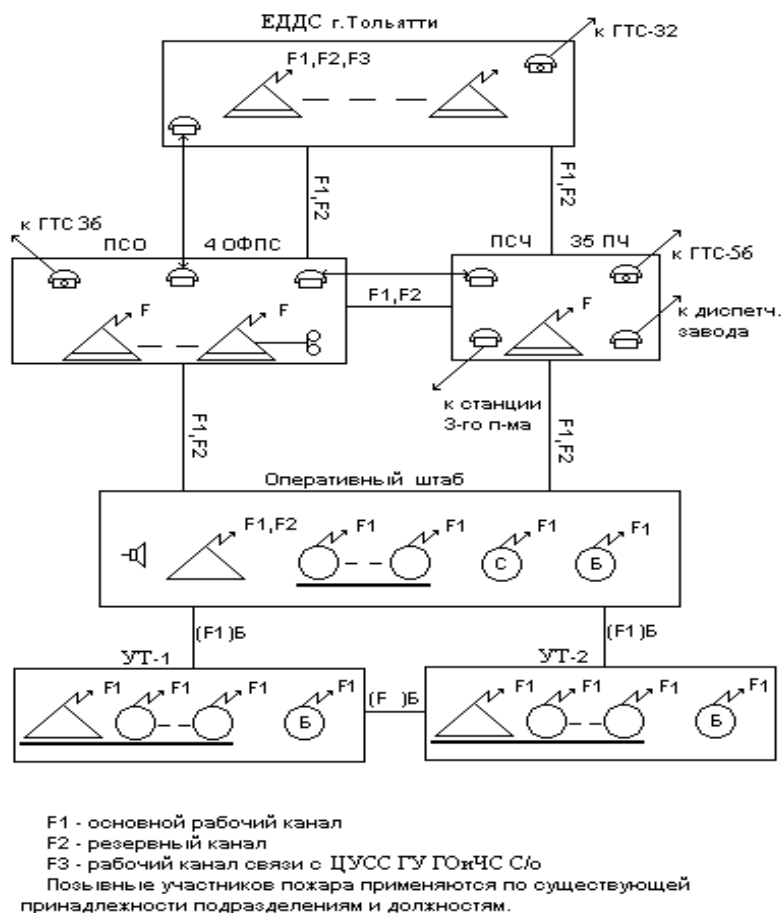 ЕДДС г.Тольятти
к ГТС-32
F1,F2,F3
F1,F2
F1,F2
к ГТС 36
ПСО 4 ОФПС
ПСЧ 35 ПЧ
к ГТС-56
F1,F2
F
F
F
к диспетч.
завода
к станции
3-го п-ма
F1,F2
F1,F2
Оперативный штаб
F1,F2
F1
F1
F1
F1
С
Б
(F1)Б
(F1)Б
УТ-1
УТ-2
F1
F1
F1
F1
Б
(F )Б
F1
F1
F1
F1
Б
F1 - основной рабочий канал
F2 - резервный канал
F3 - рабочий канал связи с ЦУСС ГУ ГОиЧС С/о
Позывные участников пожара применяются по существующей
принадлежности подразделениям и должностям.